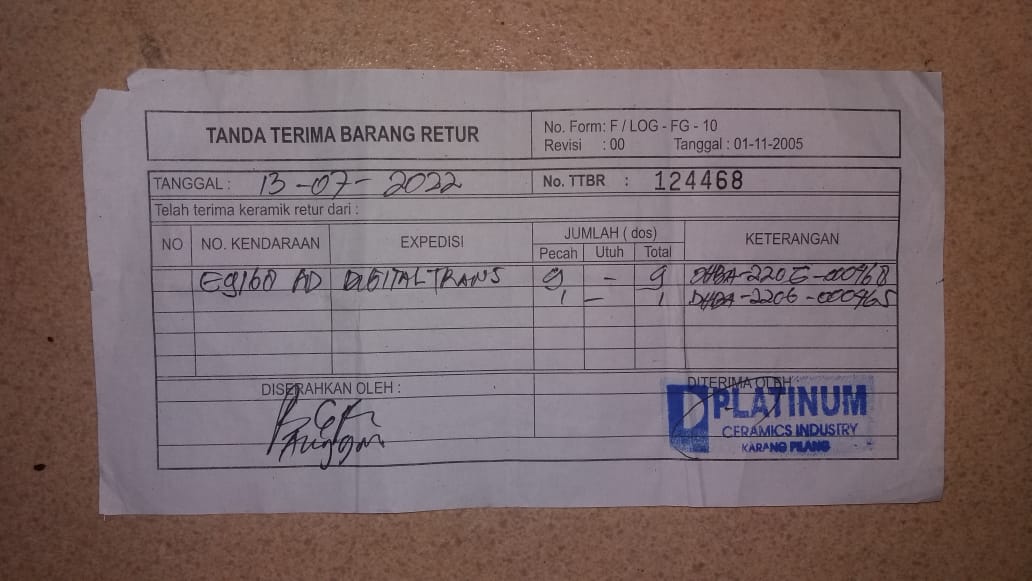 TANDA TERIMA BARANG RETUR
No. Form: F / LOG - FG - 10
Revisi : 00 Tanggal : 01-11-2005
TANGGAL : 13-07-2022 No. TTBR : 124468
Telah terima keramik retur dari :
NO NO. KENDARAAN EXPEDISI JUMLAH ( dos) KETERANGAN
Pecah Utuh Total
DIGITAL TRANS 9 - 9 DHBA-2206-000968
1 - 1 DHBA-2206-000965
DISERAHKAN OLEH : DITERIMA OLEH
PLATINUM
CERAMICS INDUSTRY
KARANG PILANG